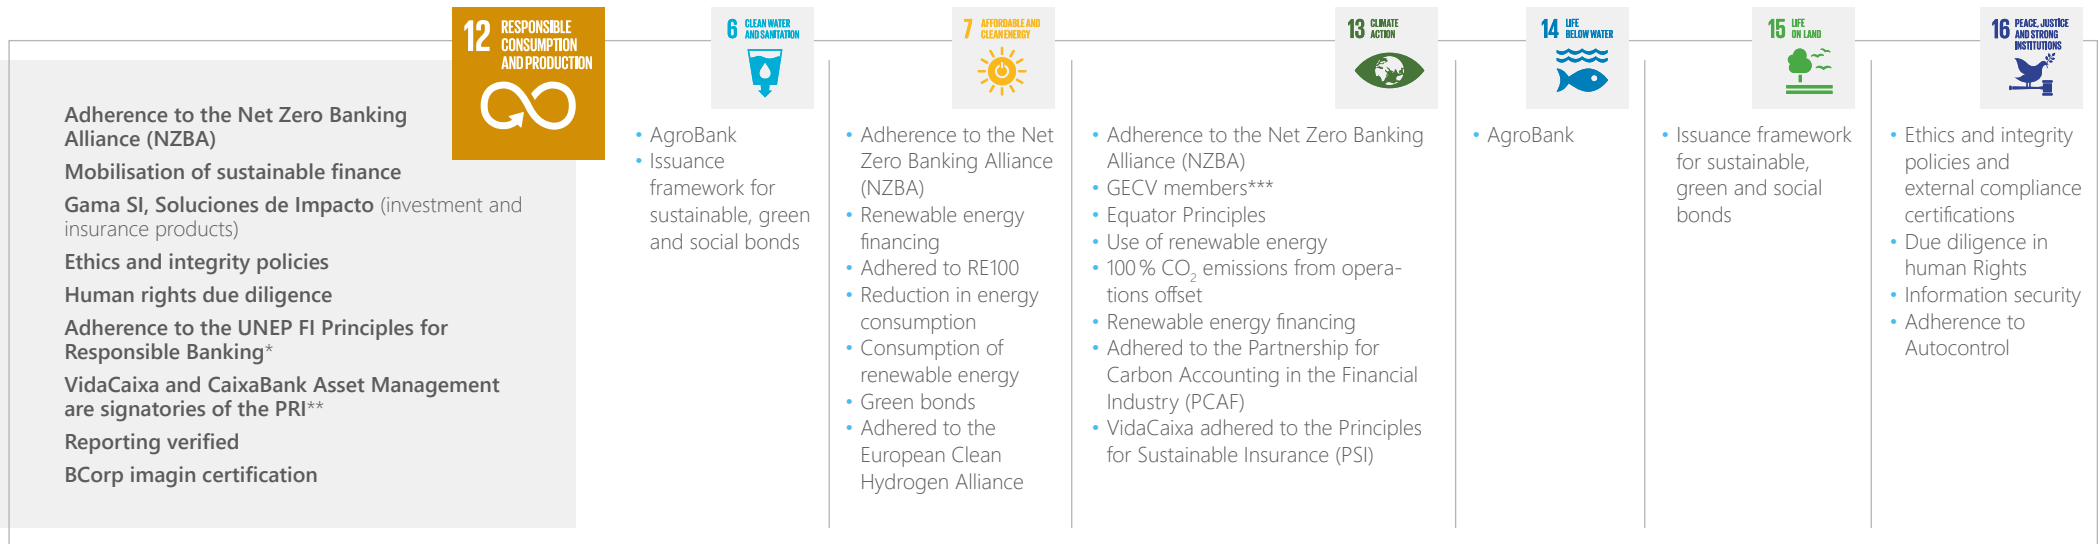 12 RESPONSIBLE
CONSUMPTION
AND PRODUCTION
Adherence to the Net Zero Banking
Alliance (NZBA)
Mobilisation of sustainable finance
Gama SI, Soluciones de Impacto (investment and
insurance products)
Ethics and integrity policies
Human rights due diligence
Adherence to the UNEP FI Principles for
Responsible Banking*
VidaCaixa and CaixaBank Asset Management
are signatories of the PRI**
Reporting verified
BCorp imagin certification
6 CLEAN WATER
AND SANITATION
• AgroBank
• Issuance
framework for
sustainable, green
and social bonds
7 AFFORDABLE AND
CLEAN ENERGY
• Adherence to the Net
Zero Banking Alliance
(NZBA)
• Renewable energy
financing
• Adhered to RE100
• Reduction in energy
consumption
• Consumption of
renewable energy
• Green bonds
• Adhered to the
European Clean
Hydrogen Alliance
13 CLIMATE
ACTION
• Adherence to the Net Zero Banking
Alliance (NZBA)
• GECV members***
• Equator Principles
• Use of renewable energy
• 100 % CO2 emissions from opera-
tions offset
• Renewable energy financing
• Adhered to the Partnership for
Carbon Accounting in the Financial
Industry (PCAF)
• VidaCaixa adhered to the Principles
for Sustainable Insurance (PSI)
14 LIFE
BELOW WATER
• AgroBank
15 LIFE
ON LAND
• Issuance framework
for sustainable,
green and social
bonds
16 PEACE, JUSTICE
AND STRONG
INSTITUTIONS
• Ethics and integrity
policies and
external compliance
certifications
• Due diligence in
human Rights
• Information security
• Adherence to
Autocontrol